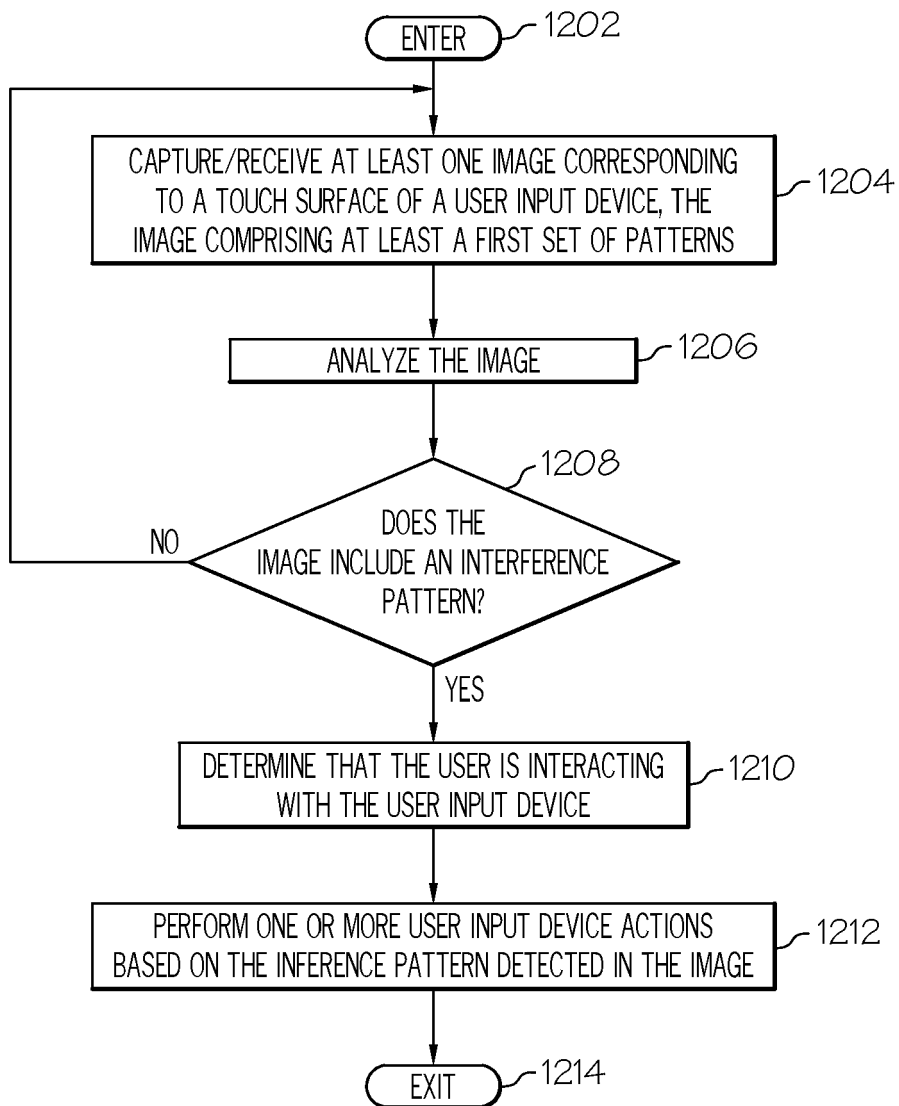 ENTER
1202
CAPTURE/RECEIVE AT LEAST ONE IMAGE CORRESPONDING
TO A TOUCH SURFACE OF A USER INPUT DEVICE, THE
IMAGE COMPRISING AT LEAST A FIRST SET OF PATTERNS
1204
ANALYZE THE IMAGE
1206
1208
DOES THE
IMAGE INCLUDE AN INTERFERENCE
PATTERN?
NO
YES
DETERMINE THAT THE USER IS INTERACTING
WITH THE USER INPUT DEVICE
1210
PERFORM ONE OR MORE USER INPUT DEVICE ACTIONS
BASED ON THE INFERENCE PATTERN DETECTED IN THE IMAGE
1212
EXIT
1214